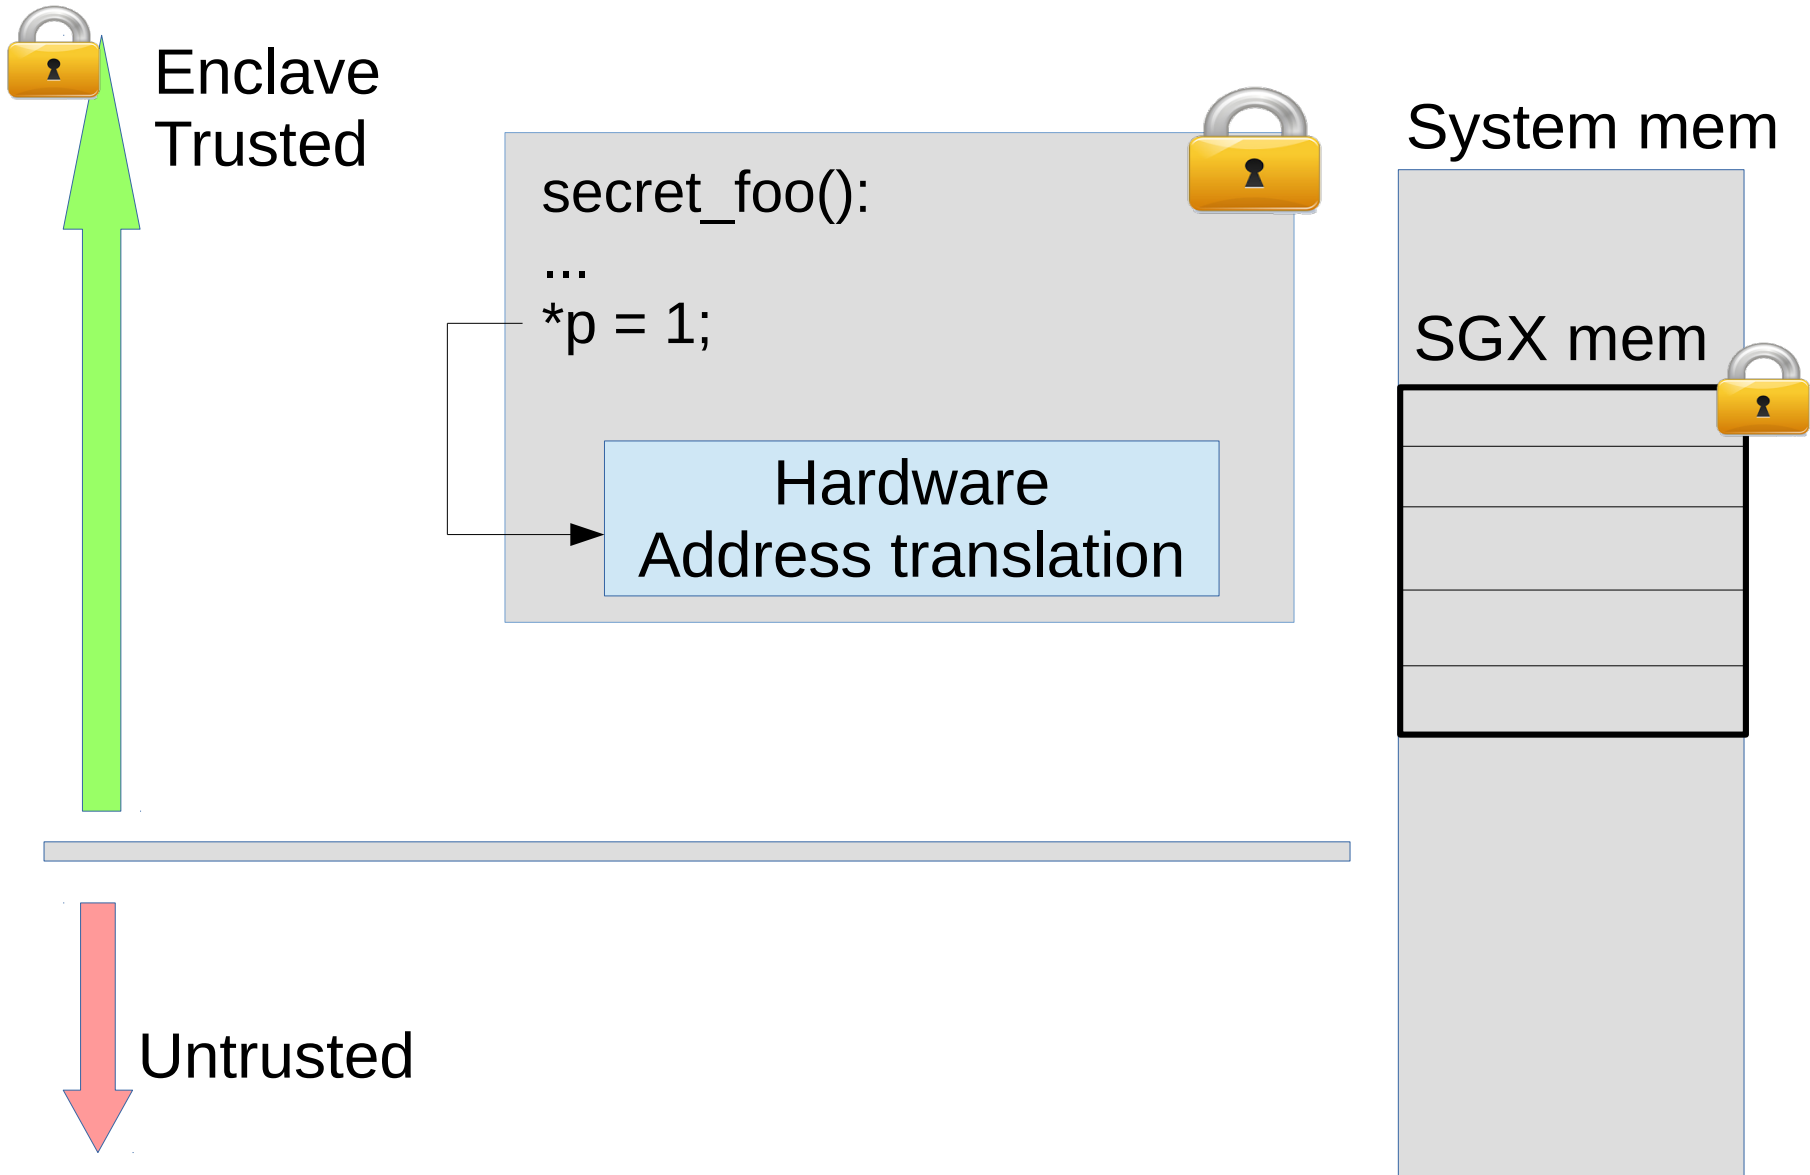 Enclave
Trusted
secret_foo():
...
*p = 1;
Hardware
Address translation
System mem
SGX mem
Untrusted